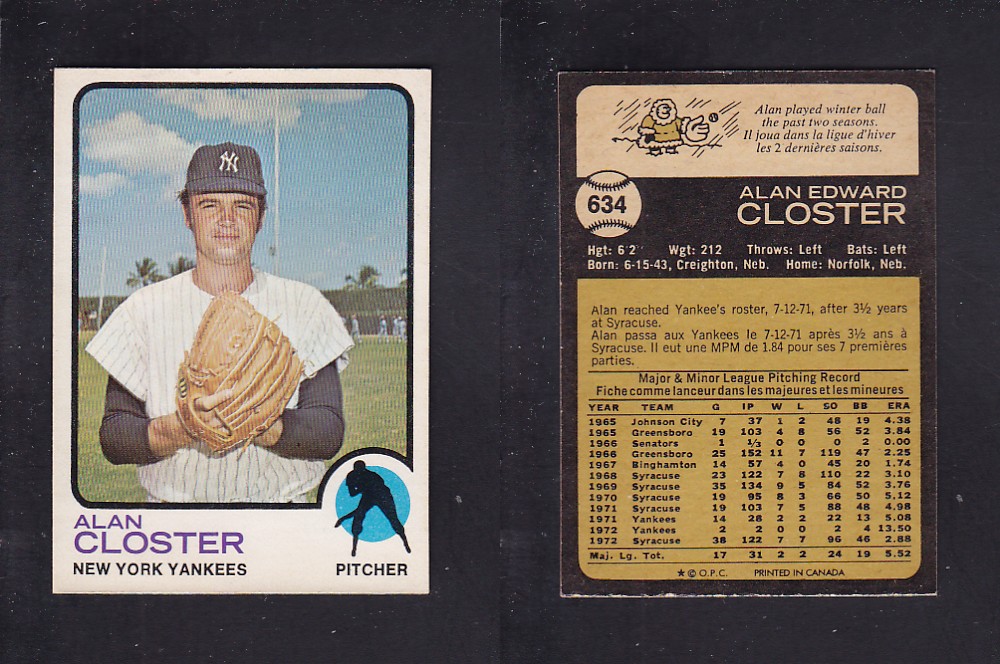 NY
ALAN
CLOSTER
NEW YORK YANKEES
PITCHER
Alan played winter ball
the past two seasons.
Il joua dans la ligue d'hiver
les 2 dernières saisons.
634
ALAN EDWARD
CLOSTER
Hgt: 6'2" Wgt: 212 Throws: Left Bats: Left
Born: 6-15-43, Creighton, Neb. Home: Norfolk, Neb.
Alan reached Yankee's roster, 7-12-71, after 3½ years
at Syracuse.
Alan passa aux Yankees le 7-12-71 après 3½ ans à
Syracuse. Il eut une MPM de 1.84 pour ses 7 premières
parties.
Major & Minor League Pitching Record
Fiche comme lanceur dans les majeures et les mineures
YEAR TEAM G IP W L SO BB ERA
1965 Johnson City 7 37 1 2 48 19 4.38
1965 Greensboro 19 103 4 8 56 52 3.84
1966 Senators 1 ⅓ 0 0 0 2 0.00
1966 Greensboro 25 152 11 7 119 47 2.25
1967 Binghamton 14 57 4 0 45 20 1.74
1968 Syracuse 23 122 7 8 110 22 3.10
1969 Syracuse 35 134 9 5 84 52 3.76
1970 Syracuse 19 95 8 3 66 50 5.12
1971 Syracuse 19 103 7 5 88 48 4.98
1971 Yankees 14 28 2 2 22 13 5.08
1972 Yankees 2 2 0 0 2 4 13.50
1972 Syracuse 38 122 7 7 96 46 2.88
Maj. Lg. Tot. 17 31 2 2 24 19 5.52
★ © O.P.C. PRINTED IN CANADA